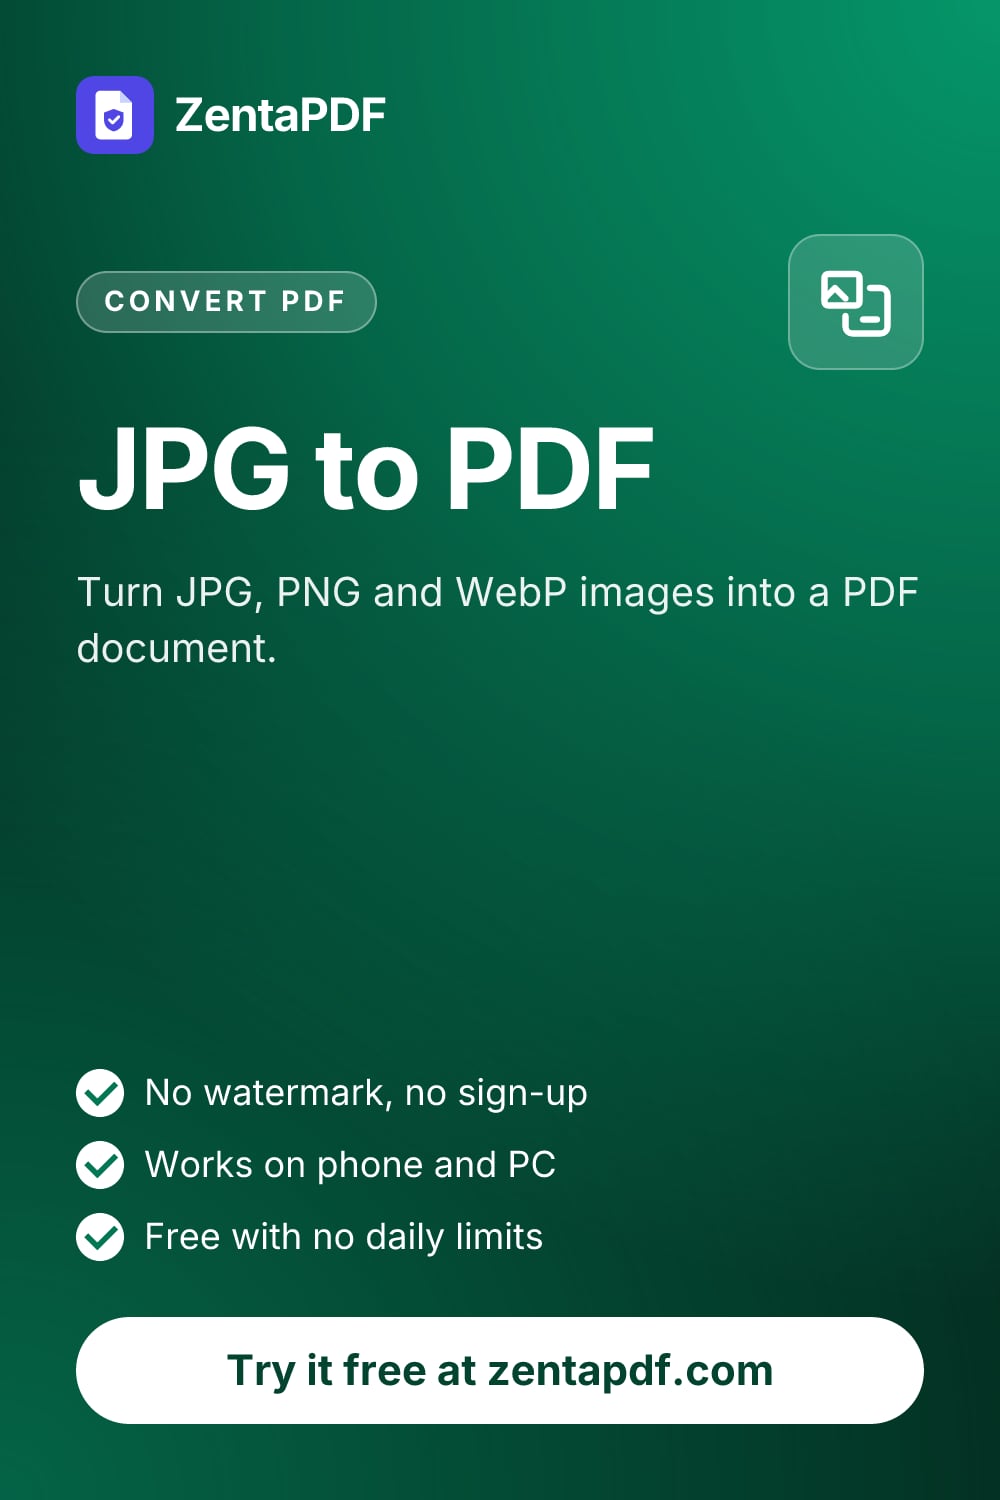 ZentaPDF
CONVERT PDF
JPG to PDF
Turn JPG, PNG and WebP images into a PDF
document.
No watermark, no sign-up
Works on phone and PC
Free with no daily limits
Try it free at zentapdf.com